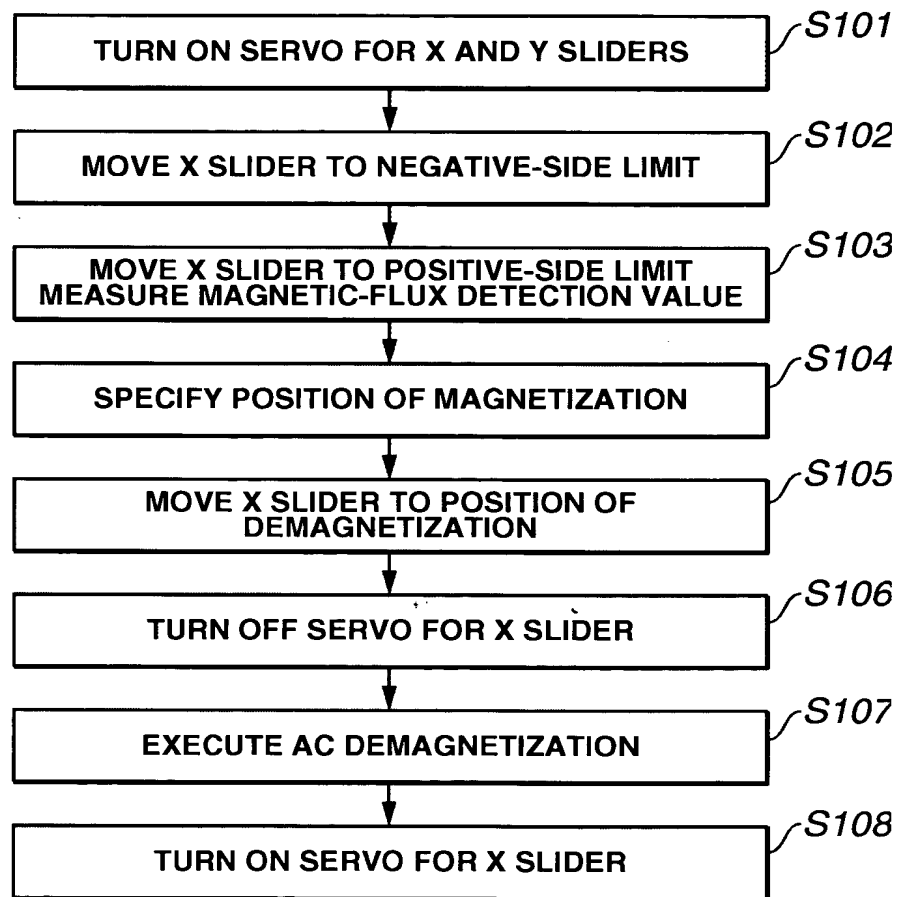 S101
TURN ON SERVO FOR X AND Y SLIDERS
S102
MOVE X SLIDER TO NEGATIVE-SIDE LIMIT
S103
MOVE X SLIDER TO POSITIVE-SIDE LIMIT
MEASURE MAGNETIC-FLUX DETECTION VALUE
S104
SPECIFY POSITION OF MAGNETIZATION
S105
MOVE X SLIDER TO POSITION OF
DEMAGNETIZATION
S106
TURN OFF SERVO FOR X SLIDER
S107
EXECUTE AC DEMAGNETIZATION
S108
TURN ON SERVO FOR X SLIDER